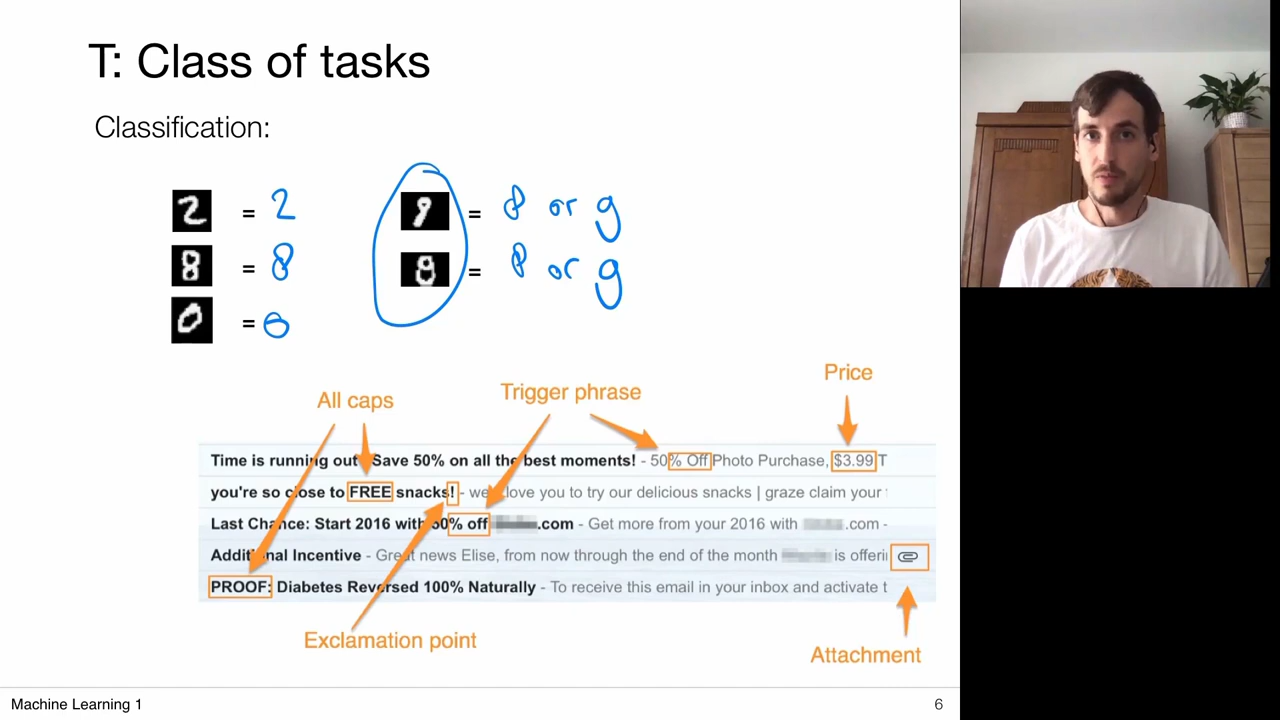 T: Class of tasks
Classification:
2 = 2
8 = 8
0 = 0
9 = 8 or 9
8 = 8 or 9
All caps
Trigger phrase
Price
Time is running out! Save 50% on all the best moments! - 50% Off Photo Purchase, $3.99 T
you're so close to FREE snacks! - we'd love you to try our delicious snacks | graze claim your
Last Chance: Start 2016 with 50% off .com - Get more from your 2016 with .com -
Additional Incentive - Great news Elise, from now through the end of the month is offeri
PROOF: Diabetes Reversed 100% Naturally - To receive this email in your inbox and activate t
Exclamation point
Attachment
Machine Learning 1
6